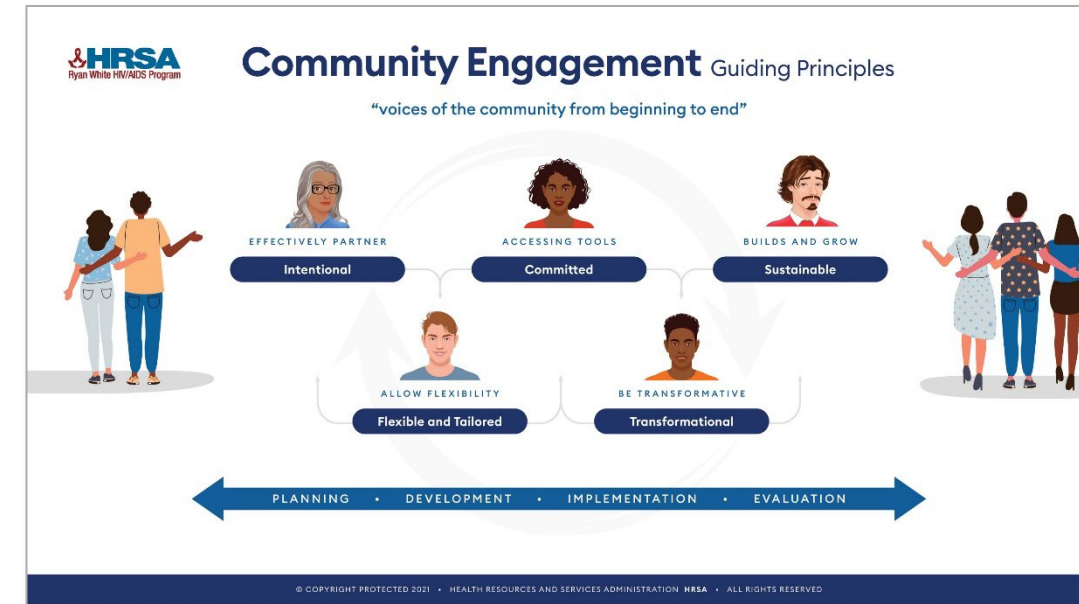 HRSA
Ryan White HIV/AIDS Program
Community Engagement Guiding Principles
“voices of the community from beginning to end”
EFFECTIVELY PARTNER
Intentional
ACCESSING TOOLS
Committed
BUILDS AND GROW
Sustainable
ALLOW FLEXIBILITY
Flexible and Tailored
BE TRANSFORMATIVE
Transformational
PLANNING • DEVELOPMENT • IMPLEMENTATION • EVALUATION
© COPYRIGHT PROTECTED 2021 • HEALTH RESOURCES AND SERVICES ADMINISTRATION HRSA • ALL RIGHTS RESERVED